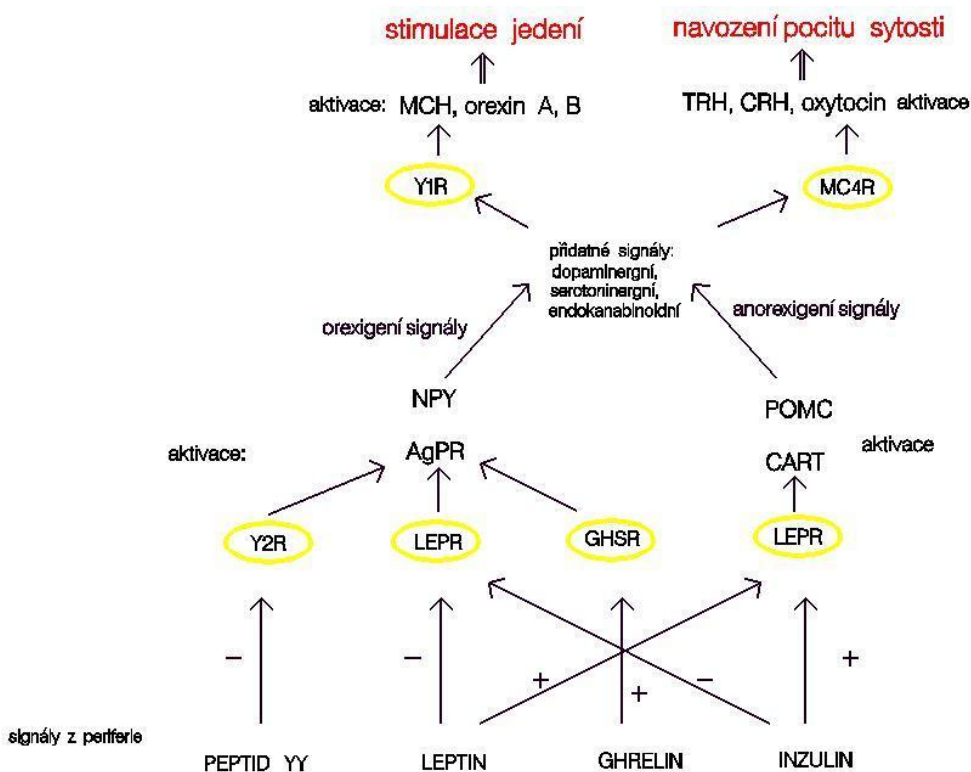 stimulace jedení
navození pocitu sytosti
aktivace: MCH, orexin A, B
TRH, CRH, oxytocin aktivace
Y1R
MC4R
přidatné signály:
dopaminergní,
serotoninergní,
endokanabinoidní
orexigení signály
anorexigení signály
NPY
POMC
aktivace:
AgPR
aktivace
CART
Y2R
LEPR
GHSR
LEPR
– – + + – +
signály z periferie
PEPTID YY
LEPTIN
GHRELIN
INZULIN